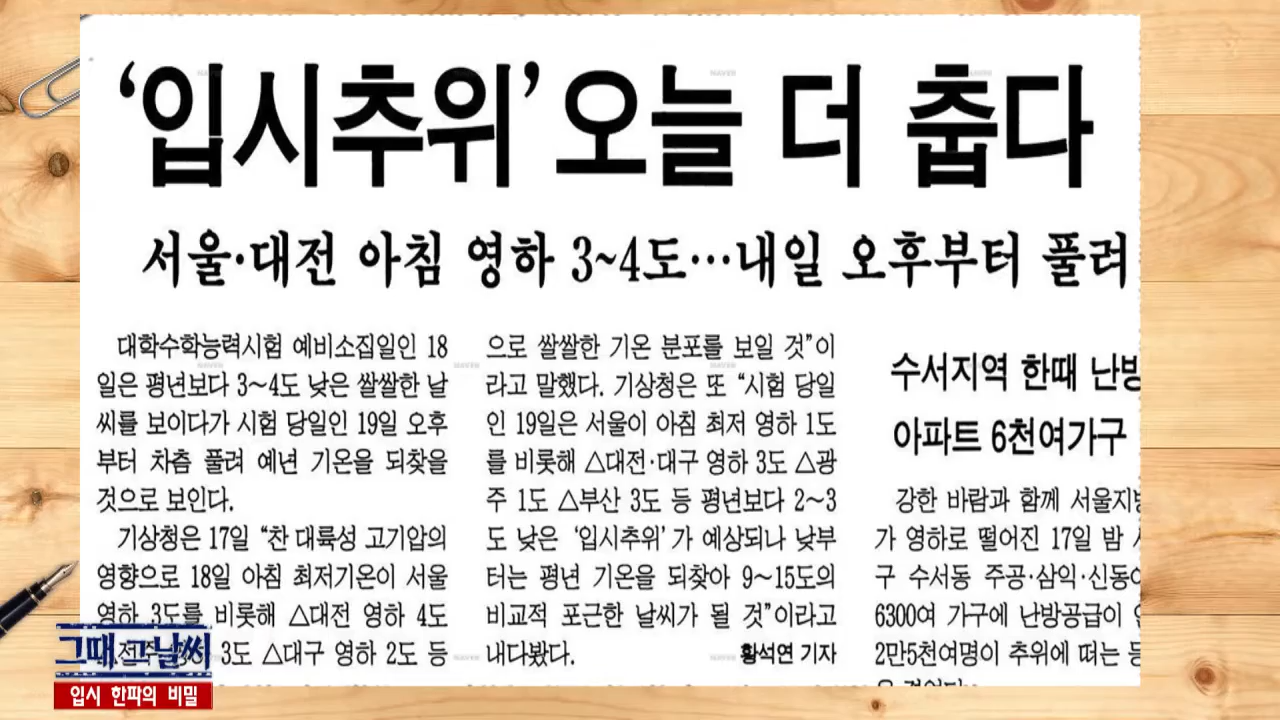 ‘입시추위’ 오늘 더 춥다
서울·대전 아침 영하 3~4도…내일 오후부터 풀려
대학수학능력시험 예비소집일인 18
일은 평년보다 3~4도 낮은 쌀쌀한 날
씨를 보이다가 시험 당일인 19일 오후
부터 차츰 풀려 예년 기온을 되찾을
것으로 보인다.
기상청은 17일 “찬 대륙성 고기압의
영향으로 18일 아침 최저기온이 서울
영하 3도를 비롯해 △대전 영하 4도
3도 △대구 영하 2도 등
으로 쌀쌀한 기온 분포를 보일 것”이
라고 말했다. 기상청은 또 “시험 당일
인 19일은 서울이 아침 최저 영하 1도
를 비롯해 △대전·대구 영하 3도 △광
주 1도 △부산 3도 등 평년보다 2~3
도 낮은 ‘입시추위’가 예상되나 낮부
터는 평년 기온을 되찾아 9~15도의
비교적 포근한 날씨가 될 것”이라고
내다봤다. 황석연 기자
수서지역 한때 난방
아파트 6천여가구
강한 바람과 함께 서울지방
가 영하로 떨어진 17일 밤
구 수서동 주공·삼익·신동아
6300여 가구에 난방공급이
2만5천여명이 추위에 떠는 등
그때 그 날씨
입시 한파의 비밀